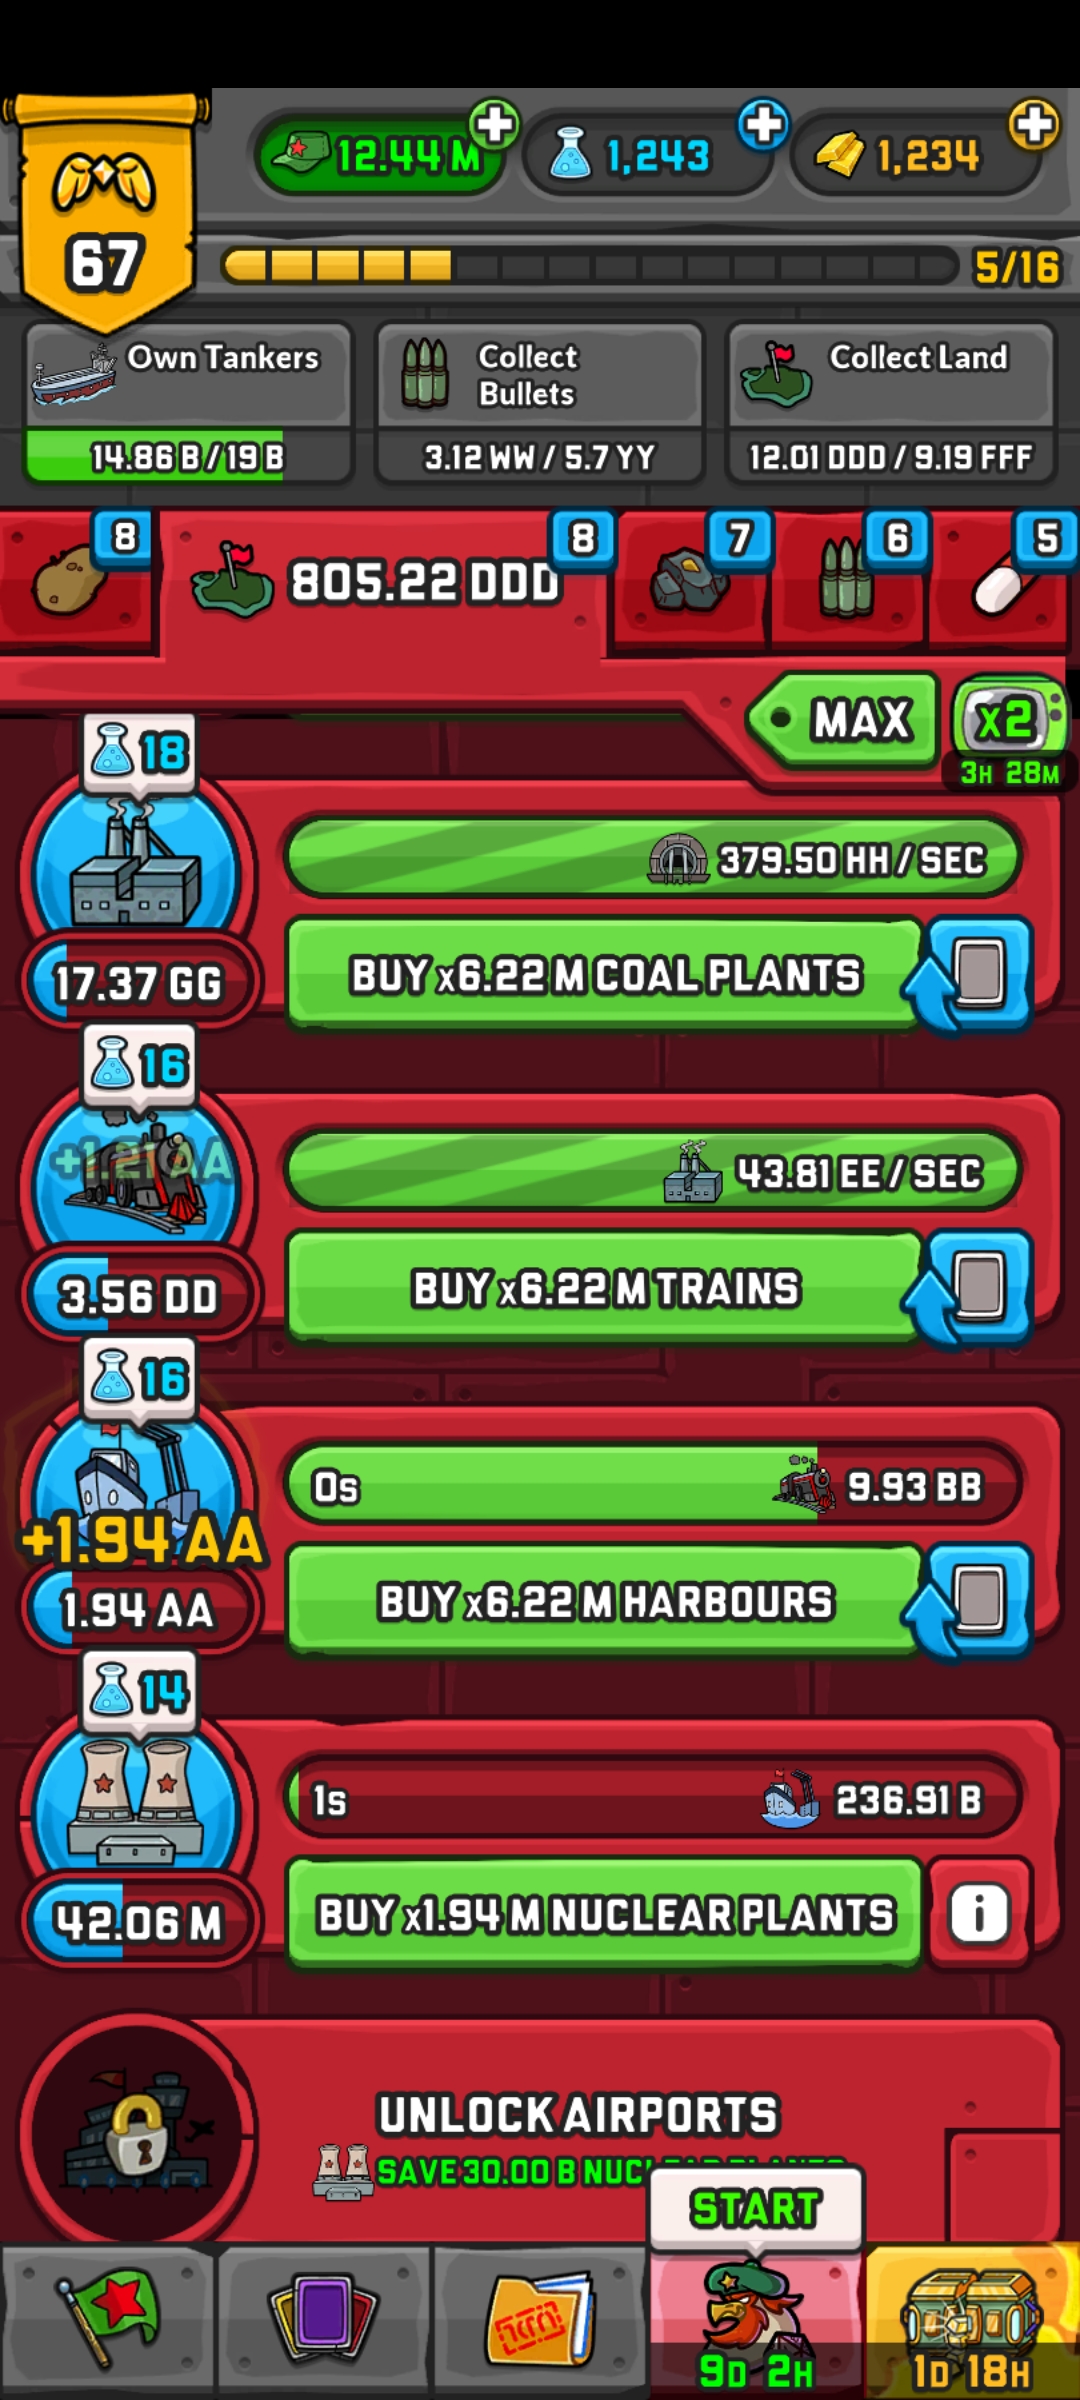 12.44 M
1,243
1,234
67
5/16
Own Tankers
14.86 B / 19 B
Collect
Bullets
3.12 WW / 5.7 YY
Collect Land
12.01 DDD / 9.19 FFF
8
805.22 DDD
8
7
6
5
MAX
x2
3H 28M
18
379.50 HH / SEC
17.37 GG
BUY x6.22 M COAL PLANTS
16
+1.21 AA
43.81 EE / SEC
3.56 DD
BUY x6.22 M TRAINS
16
0s
9.93 BB
+1.94 AA
1.94 AA
BUY x6.22 M HARBOURS
14
1s
236.91 B
42.06 M
BUY x1.94 M NUCLEAR PLANTS
i
UNLOCK AIRPORTS
SAVE 30.00 B
START
9D 2H
1D 18H